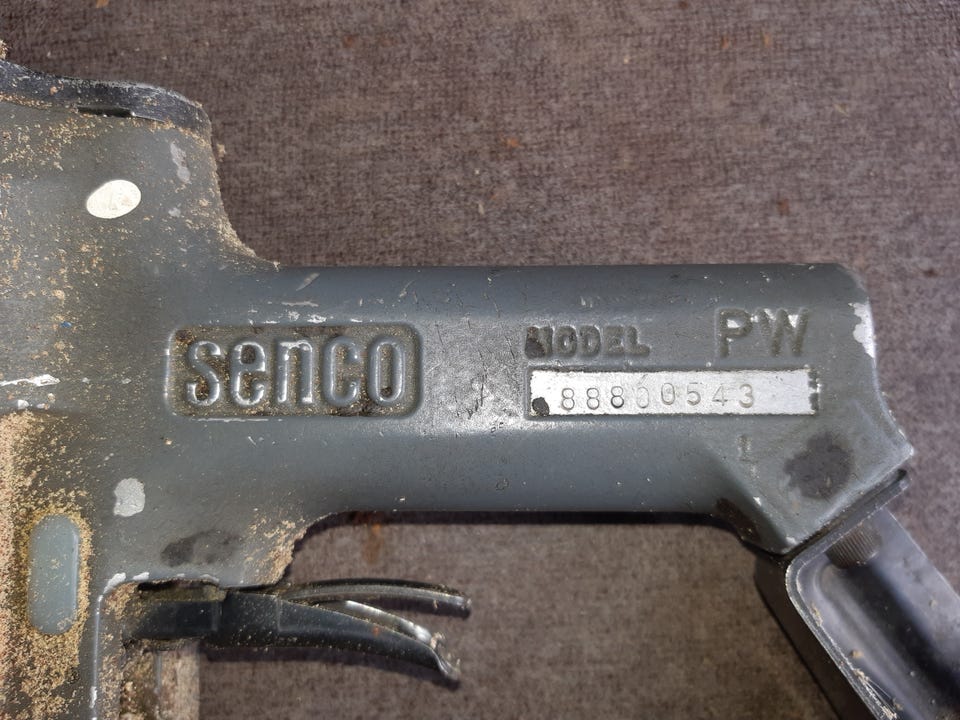 senco
MODEL PW
88800543
L